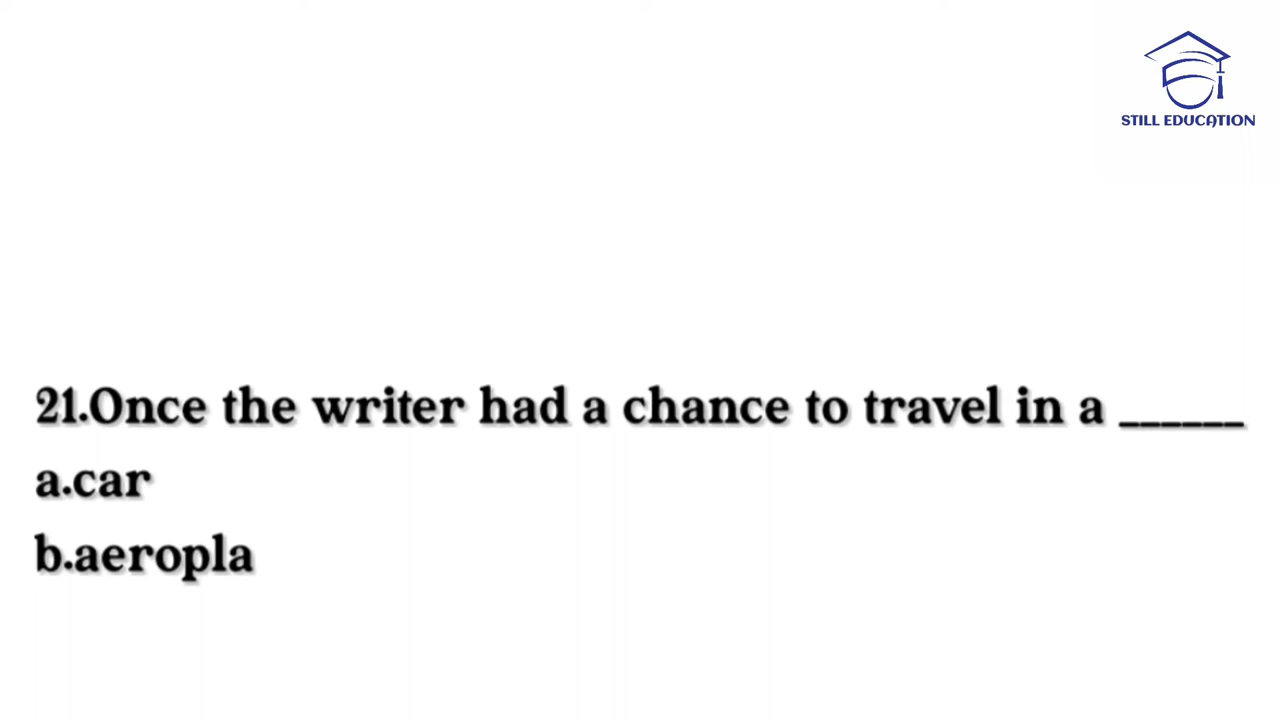 STILL EDUCATION
21.Once the writer had a chance to travel in a ______
a.car
b.aeropla